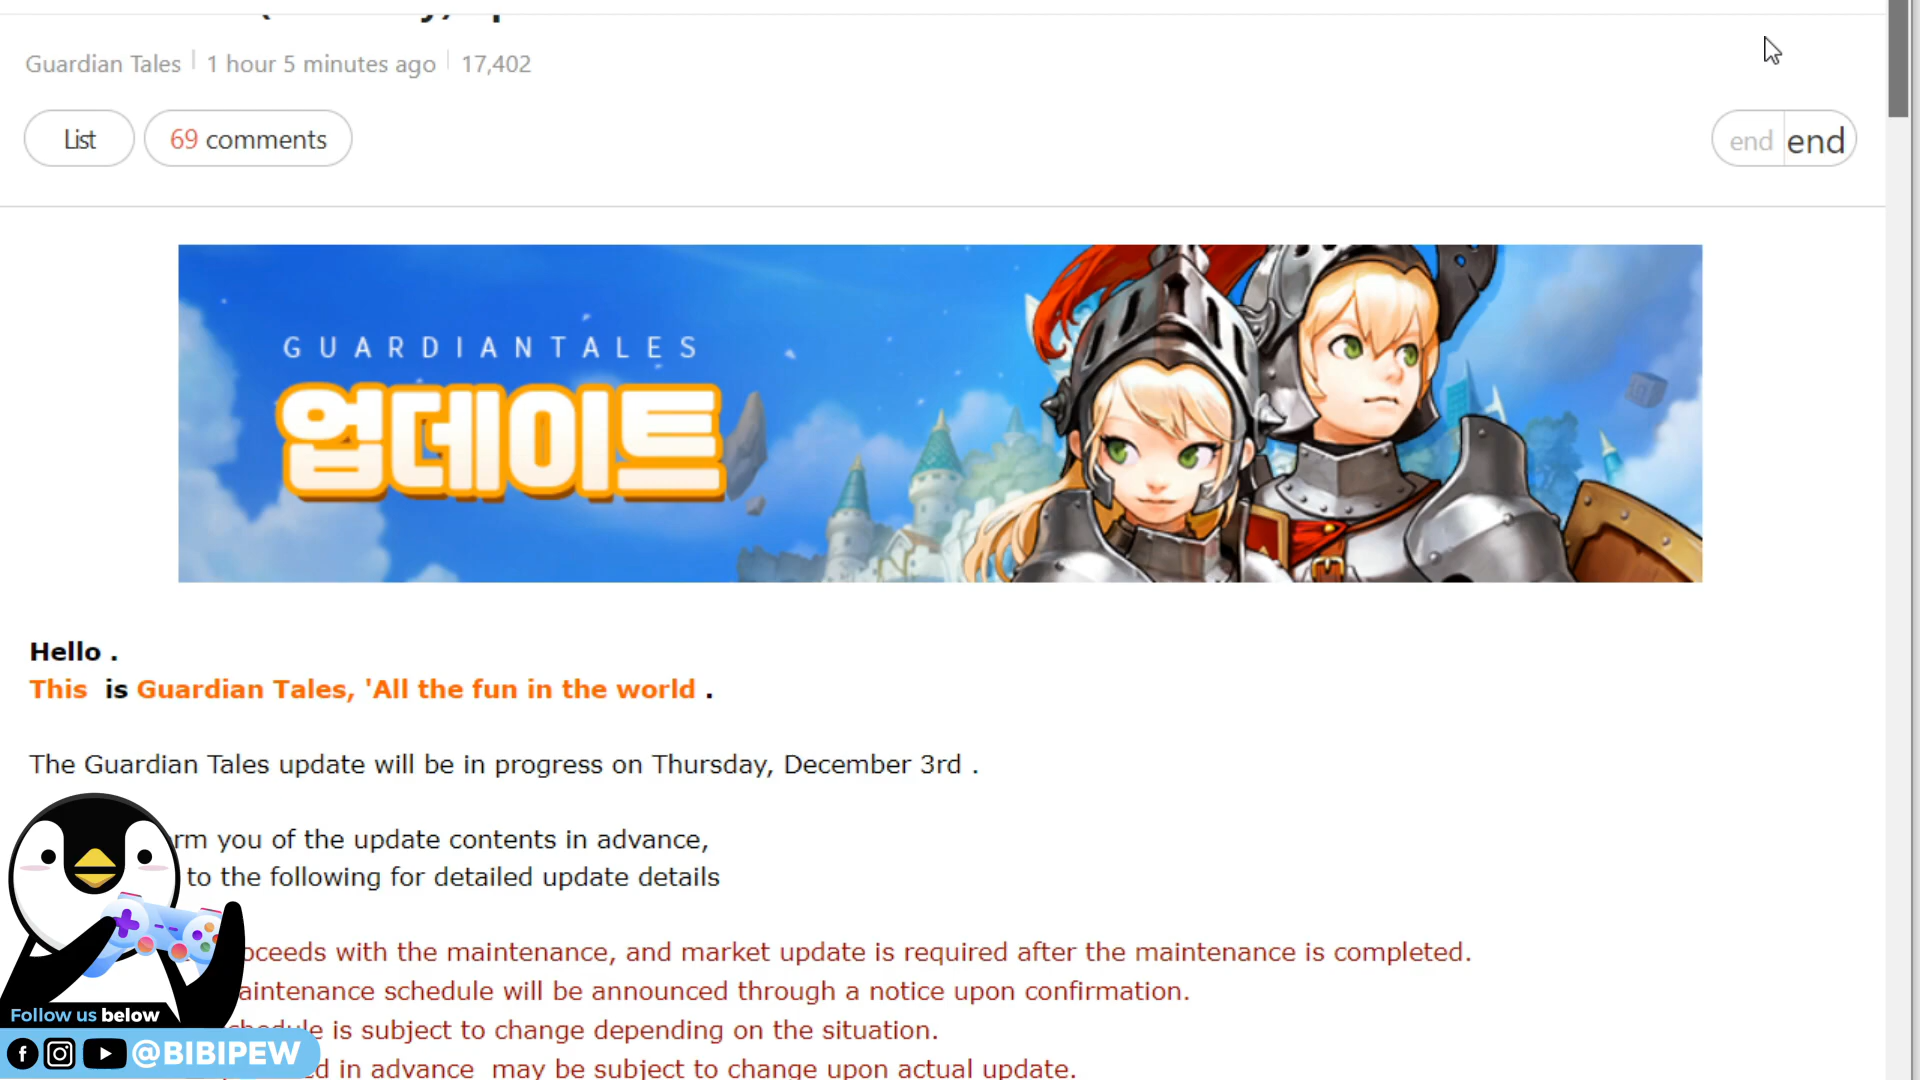 Guardian Tales 1 hour 5 minutes ago 17,402
List 69 comments end end
GUARDIANTALES
업데이트
Hello .
This is Guardian Tales, 'All the fun in the world .
The Guardian Tales update will be in progress on Thursday, December 3rd .
you of the update contents in advance,
to the following for detailed update details
with the maintenance, and market update is required after the maintenance is completed.
schedule will be announced through a notice upon confirmation.
is subject to change depending on the situation.
in advance may be subject to change upon actual update.
Follow us below
@BIBIPEW